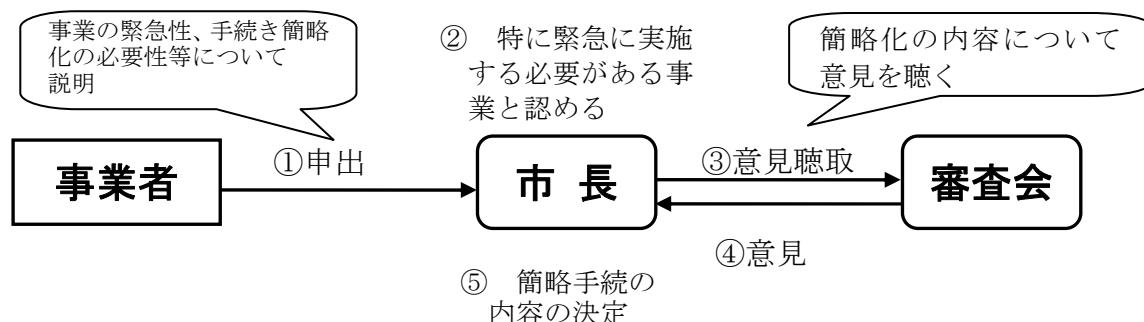 事業の緊急性、手続き簡略
化の必要性等について
説明
② 特に緊急に実施
する必要がある事
業と認める
簡略化の内容について
意見を聴く
事業者
①申出
市 長
③意見聴取
審査会
④意見
⑤ 簡略手続の
内容の決定